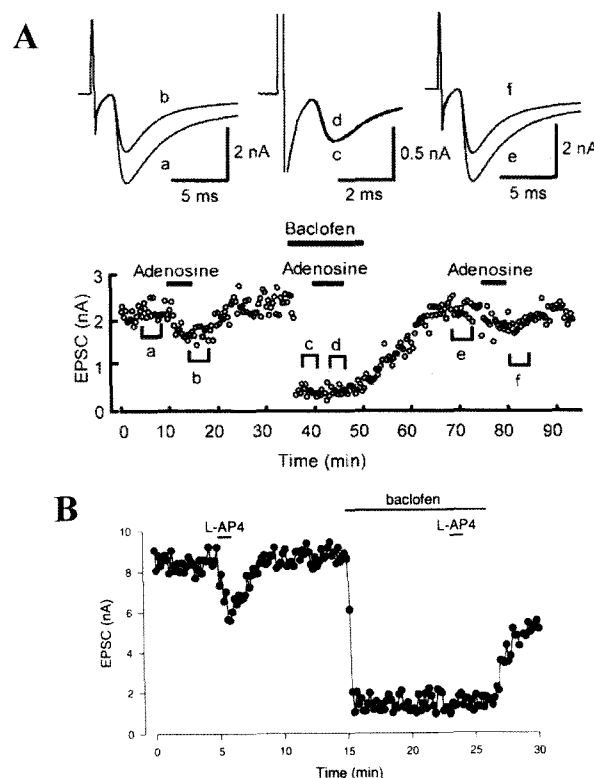 A
b
a
2 nA
5 ms
d
c
0.5 nA
2 ms
f
e
2 nA
5 ms
Baclofen
Adenosine
Adenosine
Adenosine
3
2
1
0
EPSC (nA)
a
b
c
d
e
f
0 10 20 30 40 50 60 70 80 90
Time (min)
B
baclofen
L-AP4
L-AP4
10
8
6
4
2
0
EPSC (nA)
0 5 10 15 20 25 30
Time (min)